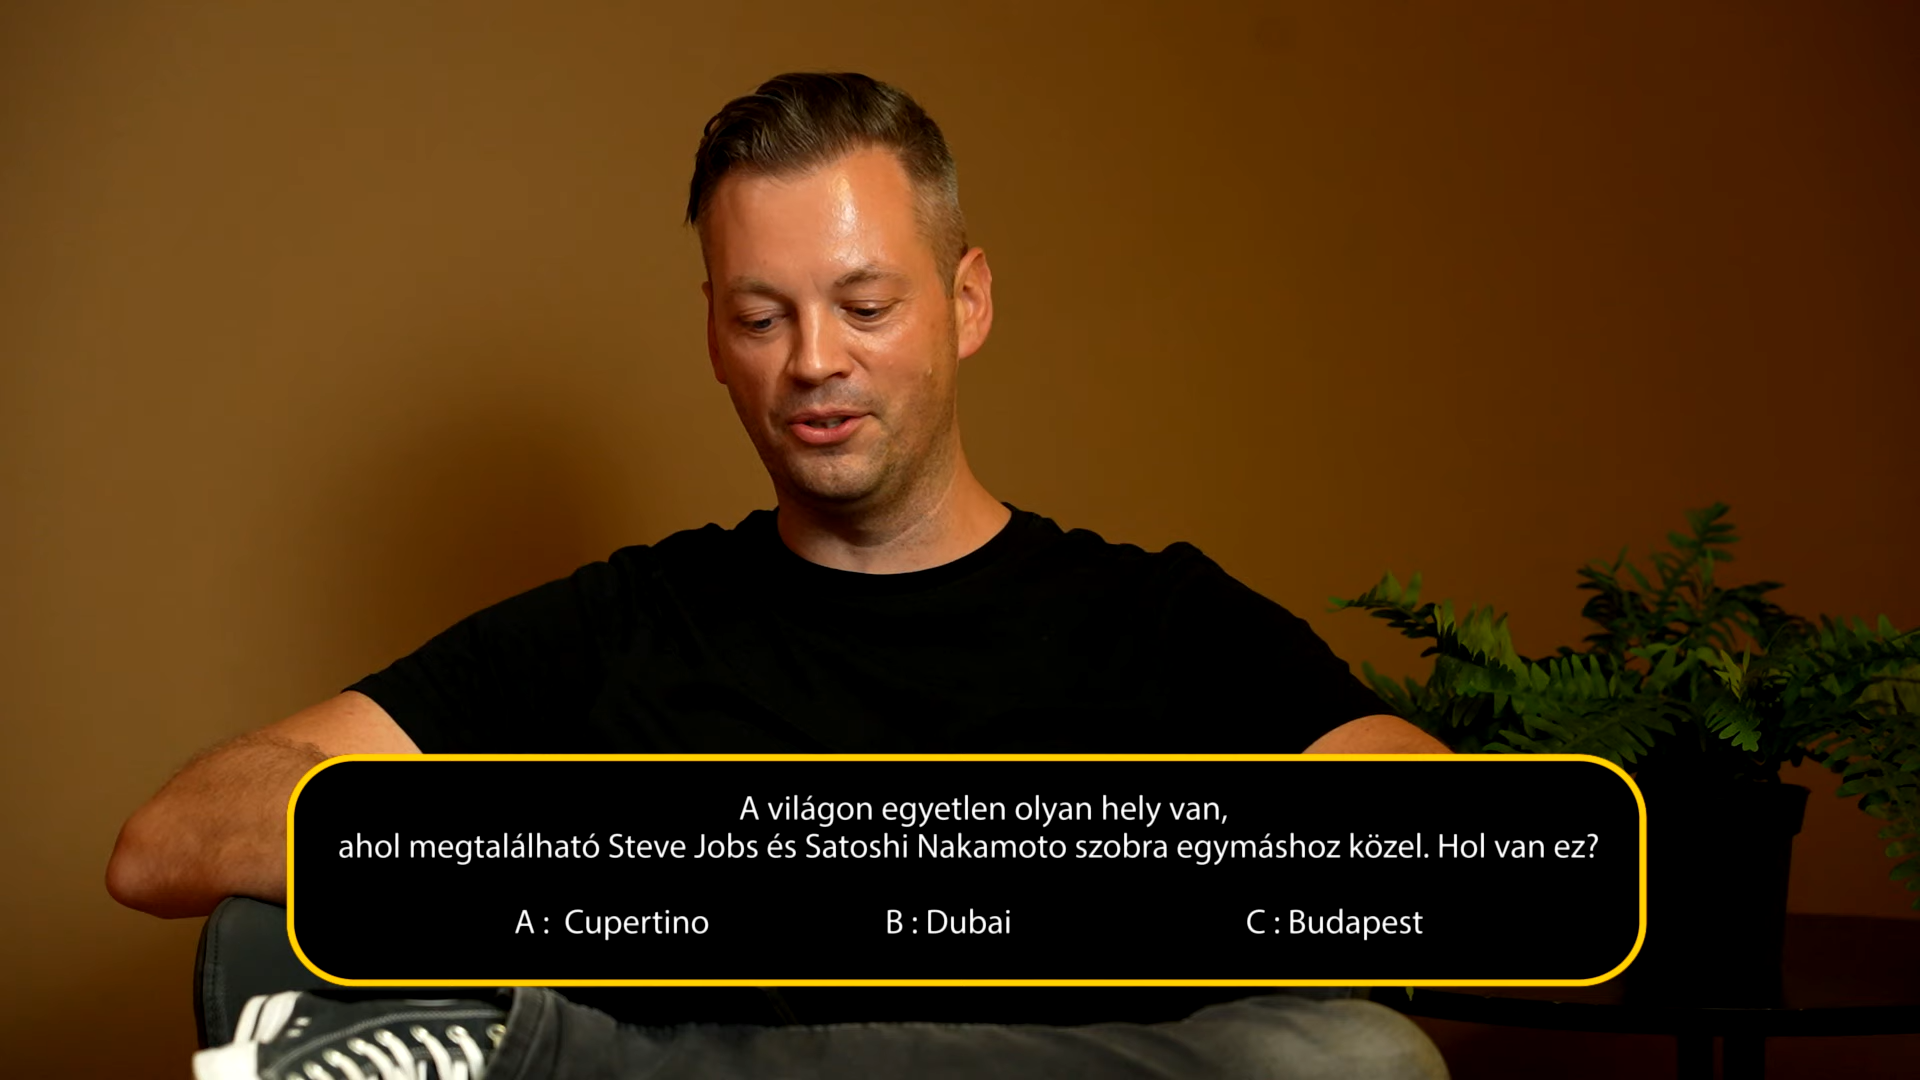 A világon egyetlen olyan hely van,
ahol megtalálható Steve Jobs és Satoshi Nakamoto szobra egymáshoz közel. Hol van ez?
A : Cupertino B : Dubai C : Budapest